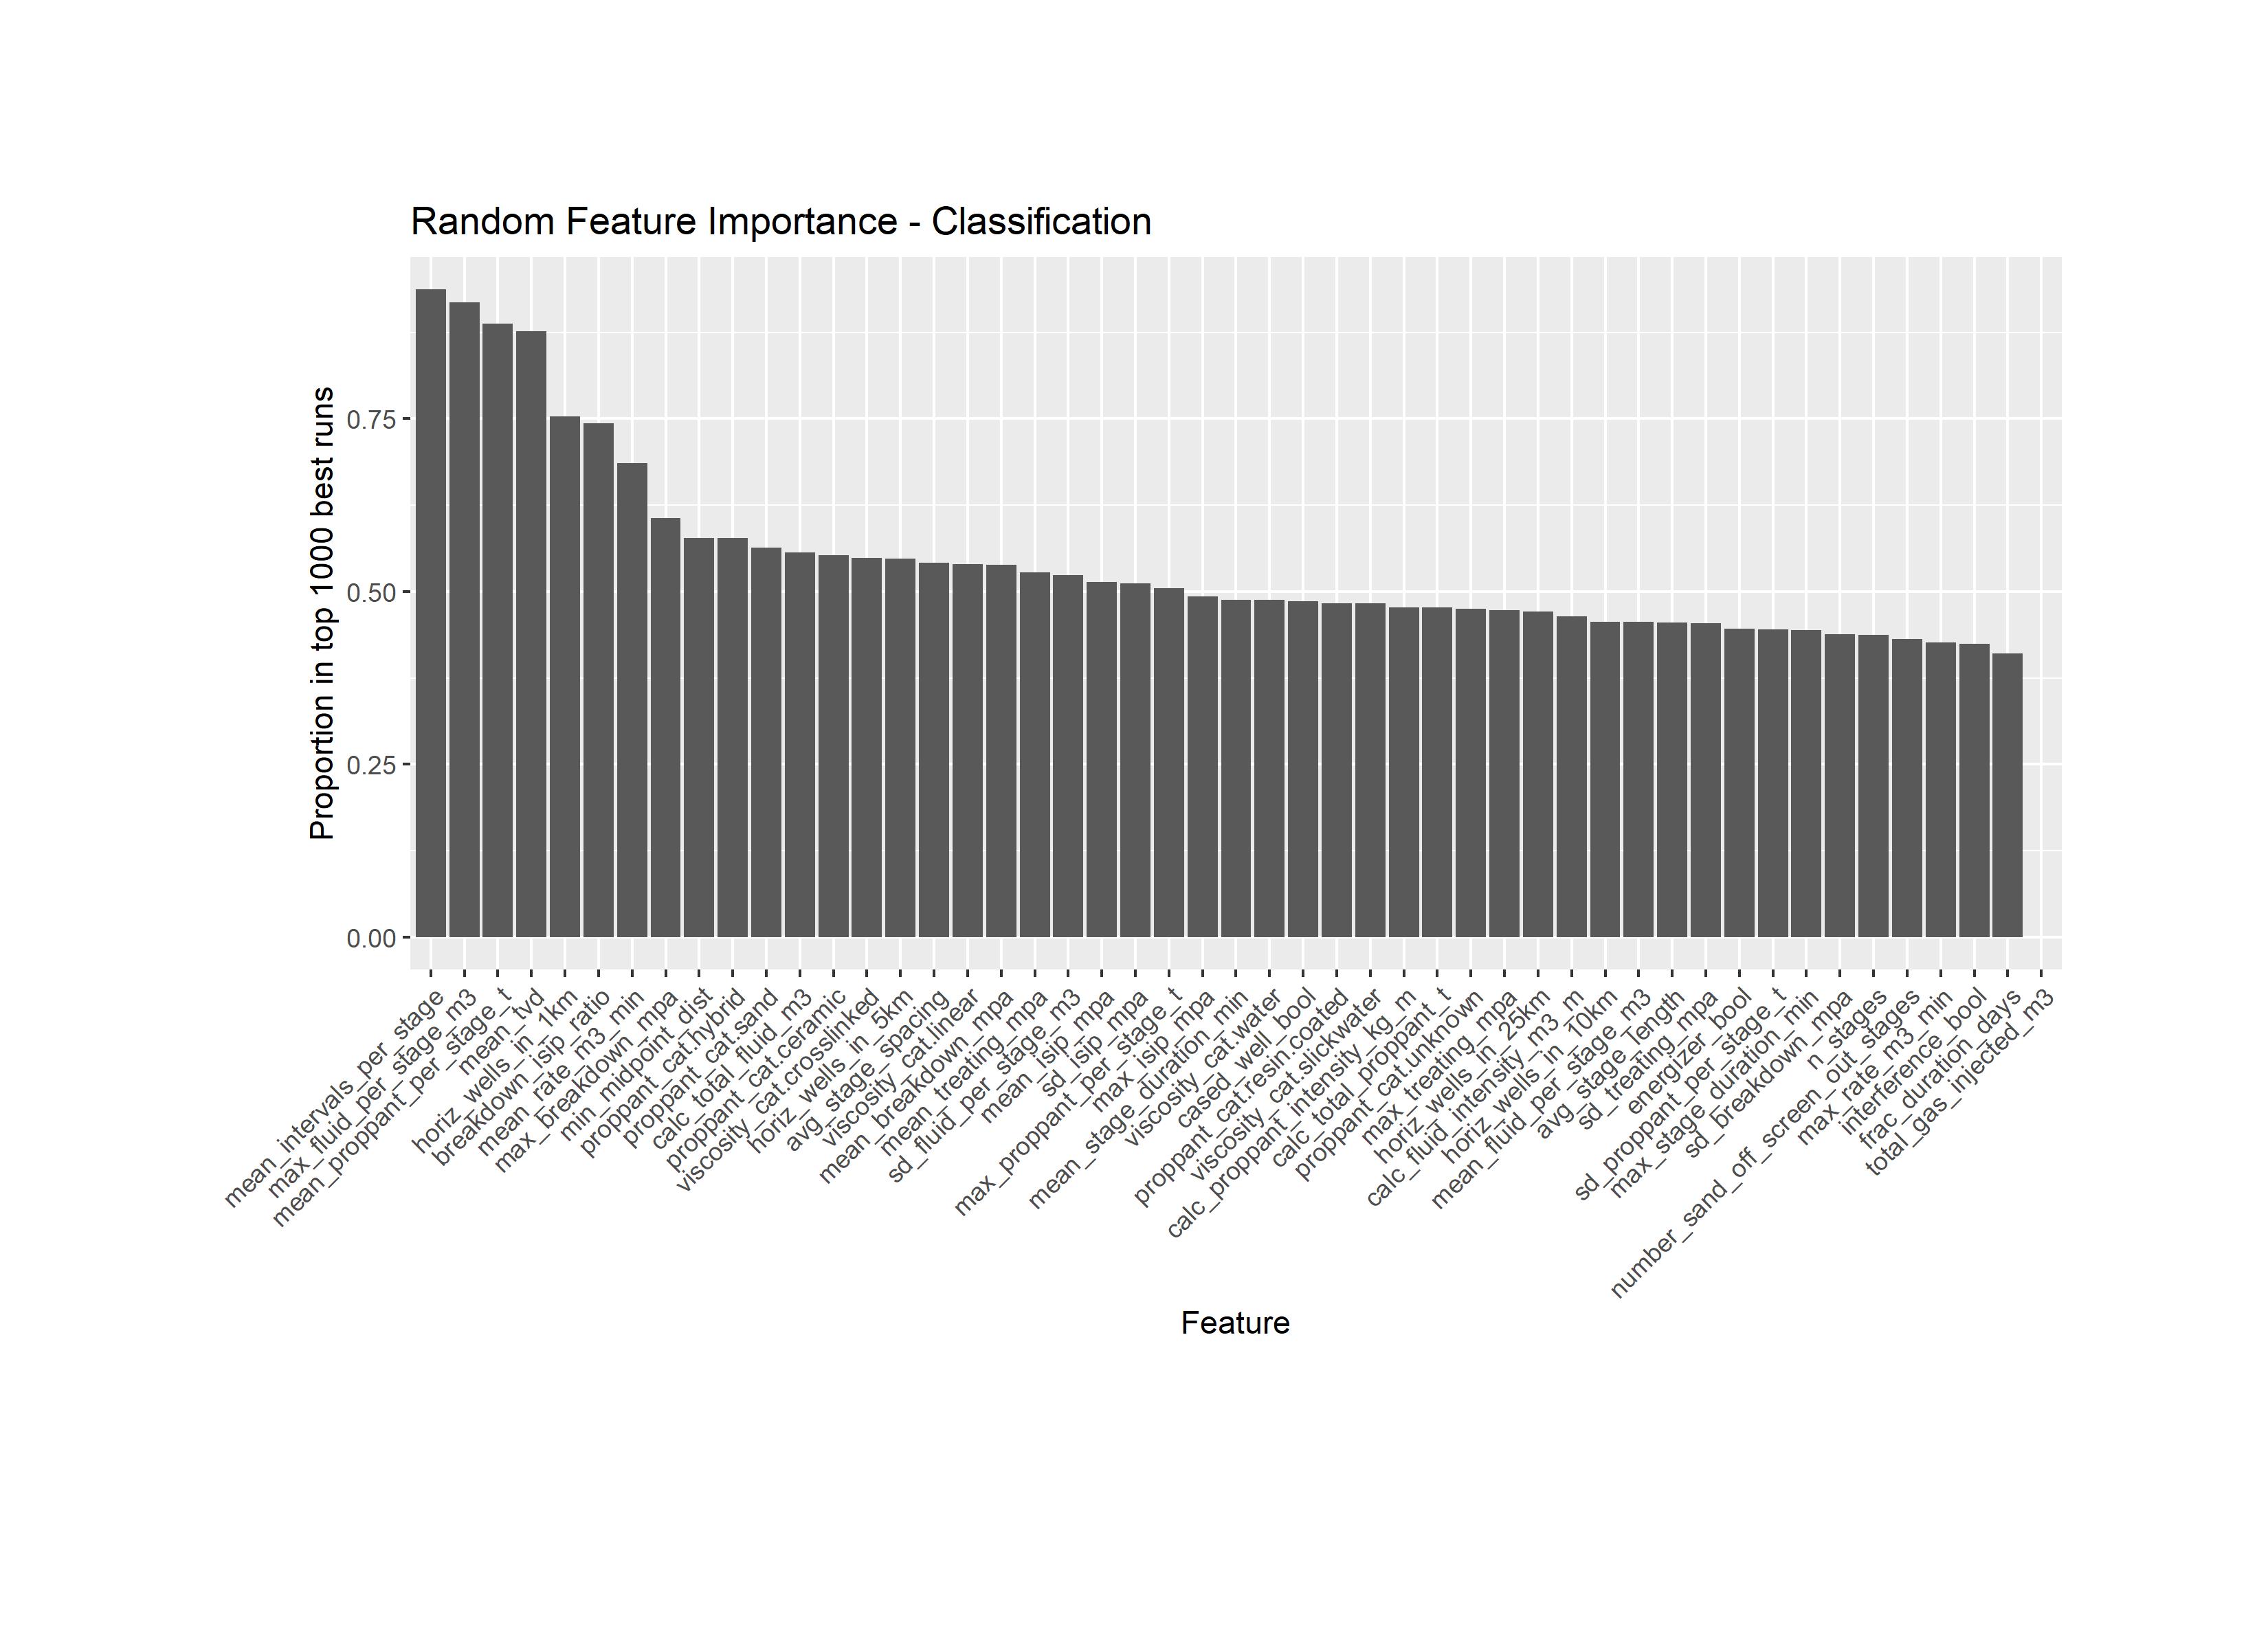 Random Feature Importance - Classification
Proportion in top 1000 best runs
0.75
0.50
0.25
0.00
mean_intervals_per_stage
max_fluid_per_stage_m3
mean_proppant_per_stage_t
mean_tvd
horiz_wells_in_1km
breakdown_isip_ratio
mean_rate_m3_min
max_breakdown_mpa
min_midpoint_dist
proppant_cat.hybrid
proppant_cat.sand
calc_total_fluid_m3
proppant_cat.ceramic
viscosity_cat.crosslinked
horiz_wells_in_5km
avg_stage_spacing
viscosity_cat.linear
mean_breakdown_mpa
mean_treating_mpa
sd_fluid_per_stage_m3
mean_isip_mpa
sd_isip_mpa
max_proppant_per_stage_t
max_isip_mpa
mean_stage_duration_min
viscosity_cat.water
cased_well_bool
proppant_cat.resin.coated
viscosity_cat.slickwater
calc_proppant_intensity_kg_m
calc_total_proppant_t
proppant_cat.unknown
max_treating_mpa
horiz_wells_in_25km
calc_fluid_intensity_m3_m
horiz_wells_in_10km
mean_fluid_per_stage_m3
avg_stage_length
sd_treating_mpa
energizer_bool
sd_proppant_per_stage_t
max_stage_duration_min
sd_breakdown_mpa
n_stages
number_sand_off_screen_out_stages
max_rate_m3_min
interference_bool
frac_duration_days
total_gas_injected_m3
Feature